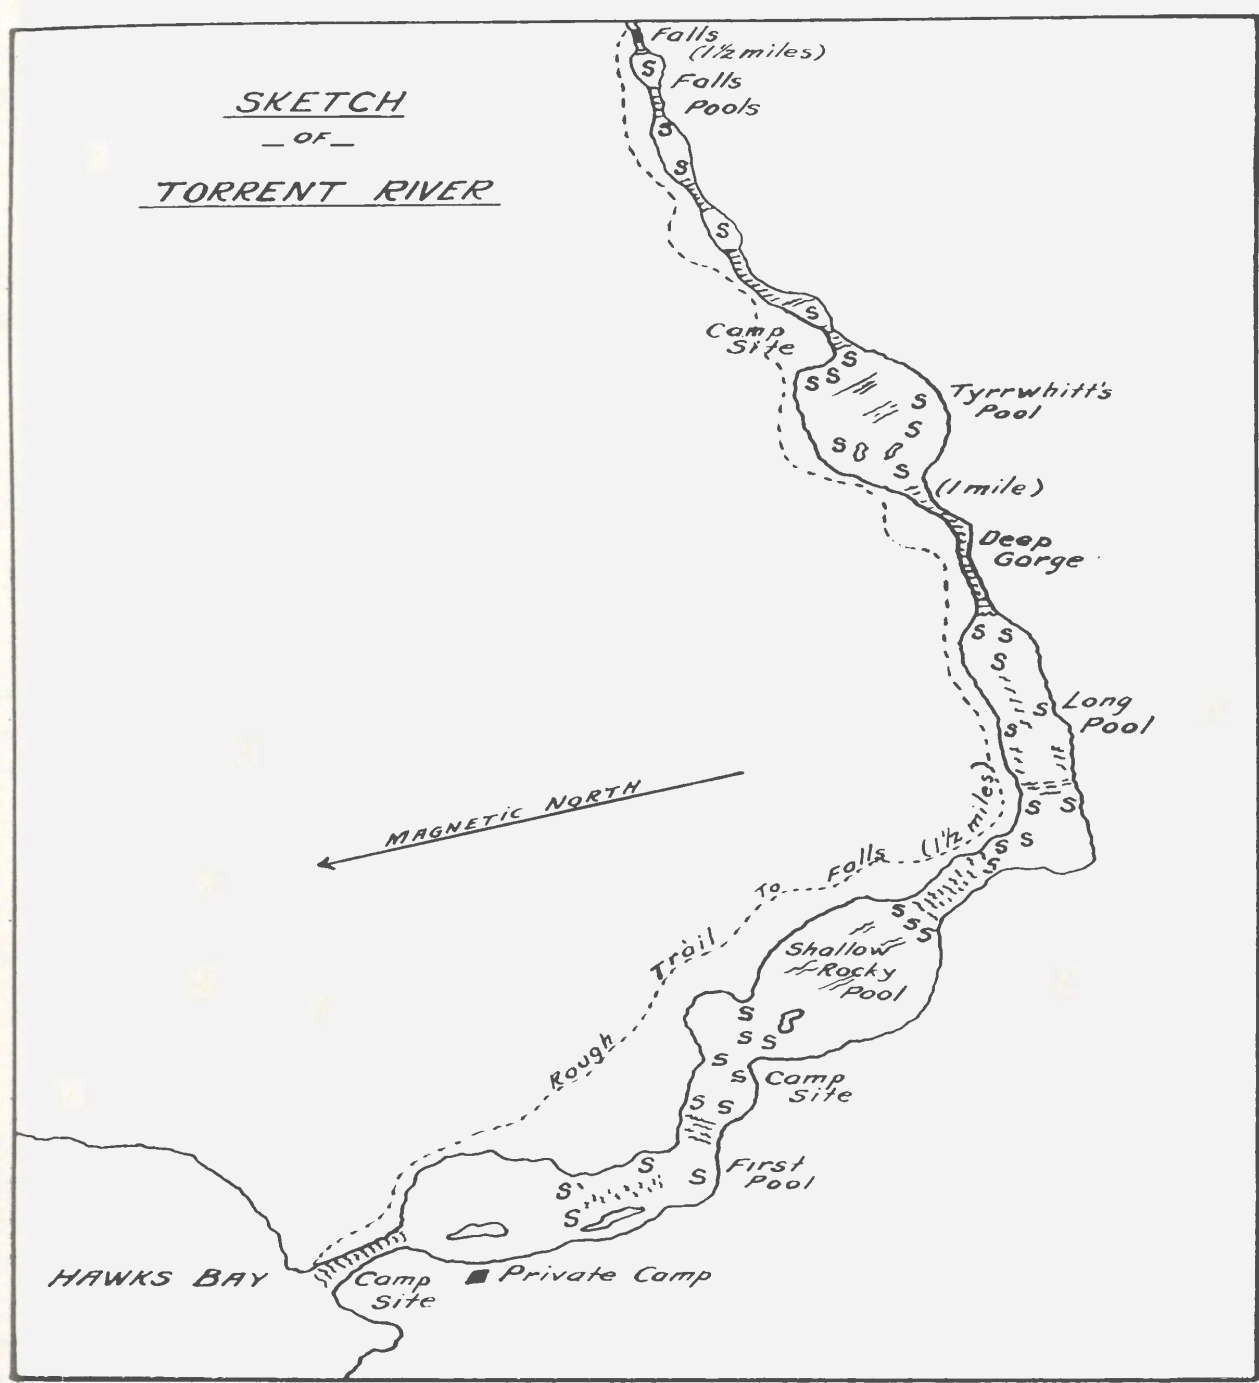 SKETCH
— OF —
TORRENT RIVER
Falls
(1½ miles)
S
Falls
Pools
S
S
S
S
Camp
Site
S
S S
Tyrrwhitt's
Pool
S
S
S
S
(1 mile)
Deep
Gorge
S S
S
Long
Pool
S
S
MAGNETIC NORTH
S S
S S
S
Rough Trail To Falls (1½ miles)
S
S
S
Shallow
Rocky
Pool
S
S S
S
S
Camp
Site
S S
First
Pool
S
S
S
S
HAWKS BAY
Camp
Site
Private Camp